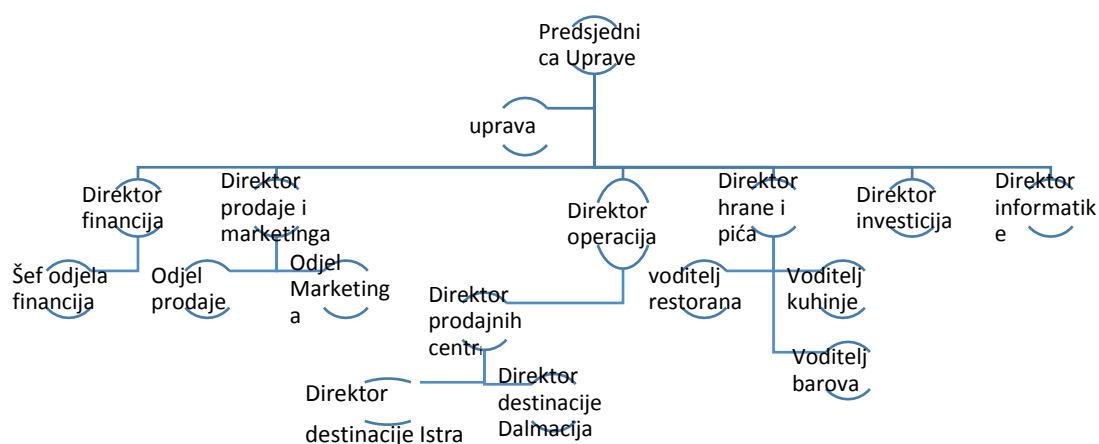 Predsjedni
ca Uprave
uprava
Direktor
financija
Direktor
prodaje i
marketinga
Direktor
operacija
Direktor
hrane i
pića
Direktor
investicija
Direktor
informatik
e
Šef odjela
financija
Odjel
prodaje
Odjel
Marketing
a
Direktor
prodajnih
centri
voditelj
restorana
Voditelj
kuhinje
Voditelj
barova
Direktor
destinacije Istra
Direktor
destinacije
Dalmacija